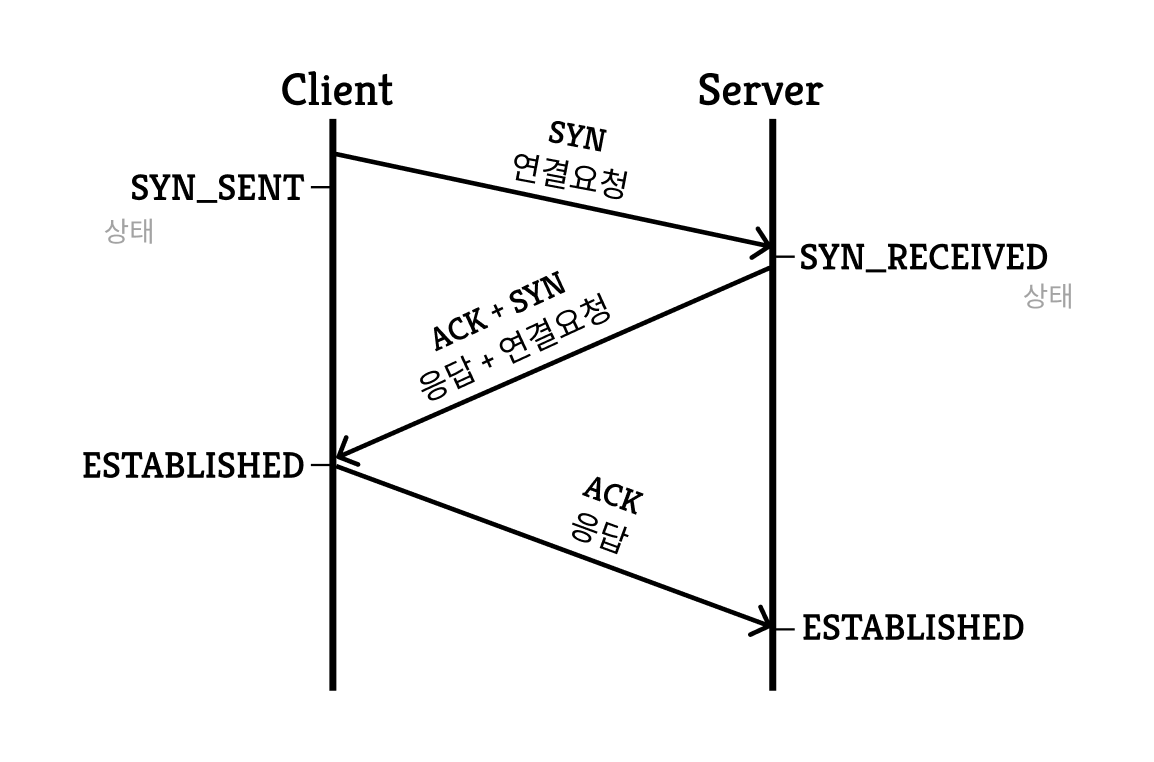 Client
Server
SYN
연결요청
SYN_SENT
상태
SYN_RECEIVED
상태
ACK + SYN
응답 + 연결요청
ESTABLISHED
ACK
응답
ESTABLISHED